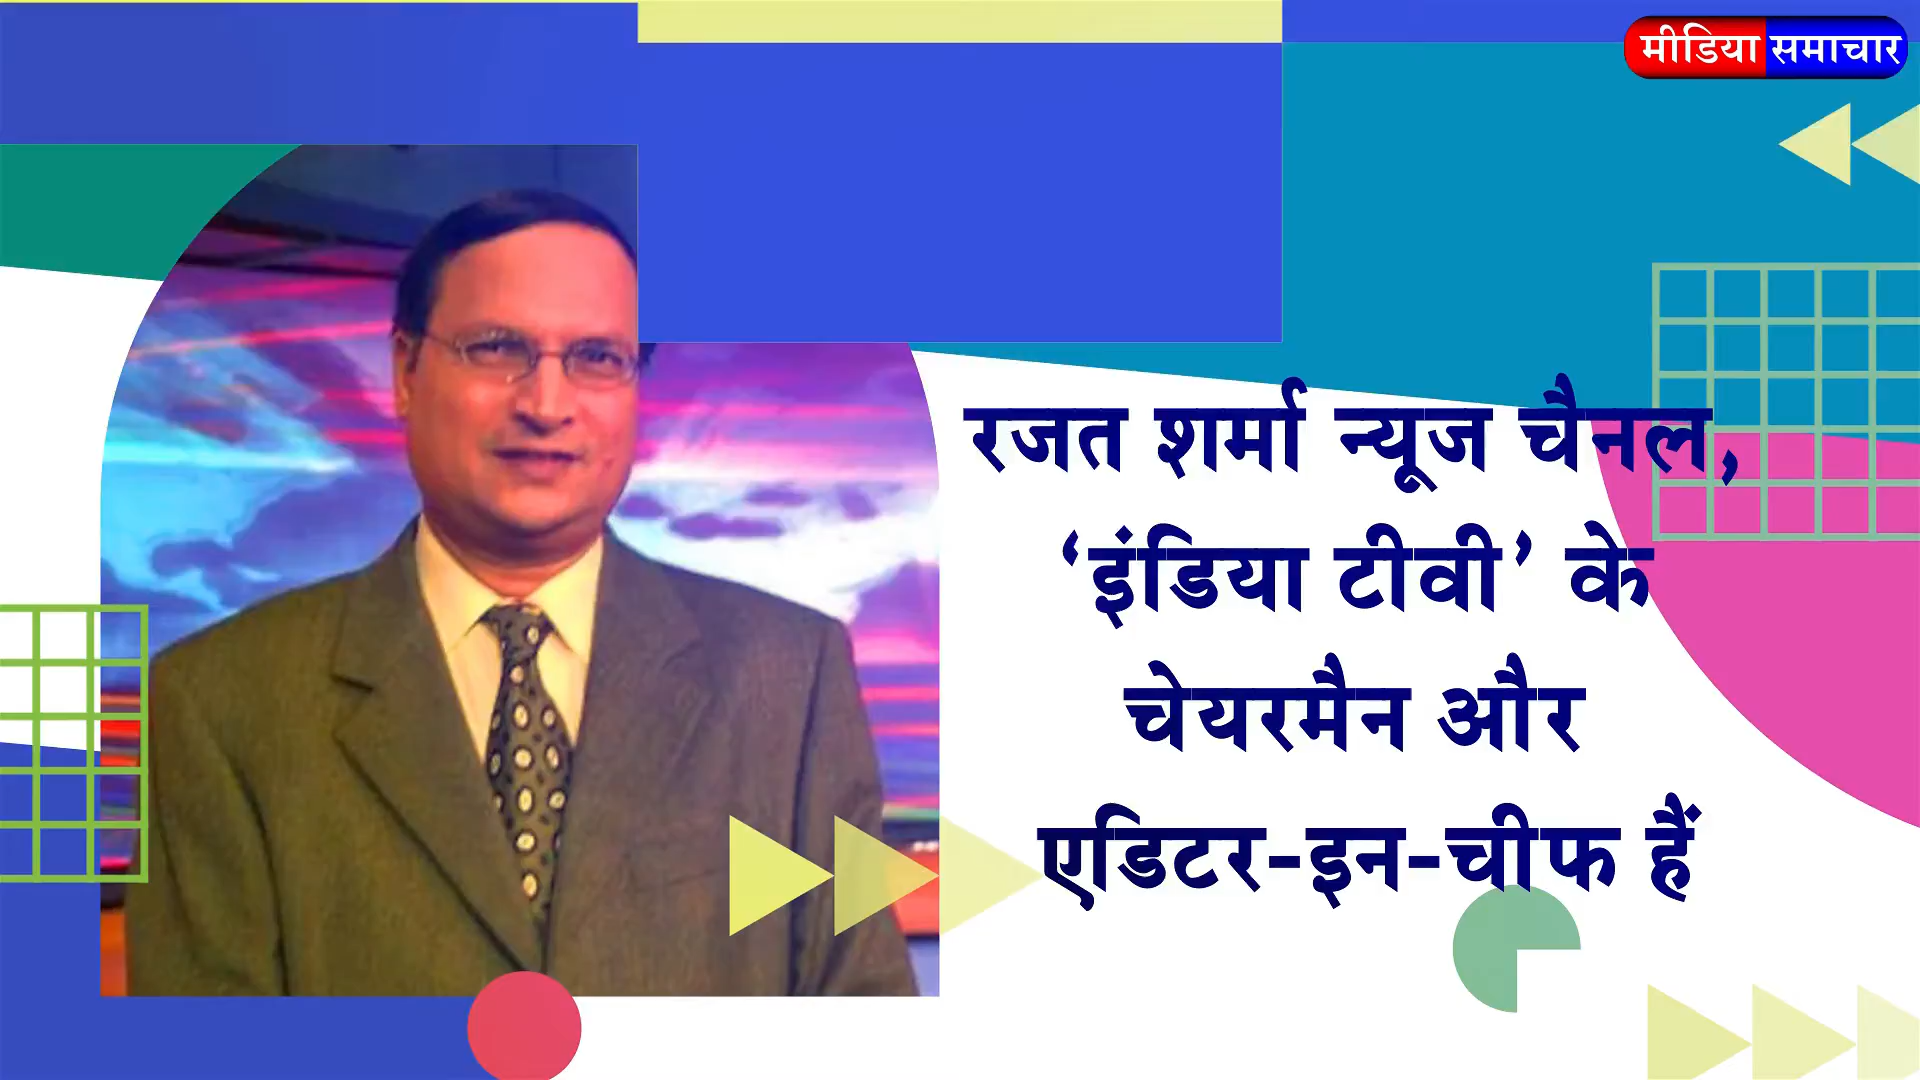 मीडिया समाचार
रजत शर्मा न्यूज चैनल,
‘इंडिया टीवी’ के
चेयरमैन और
एडिटर-इन-चीफ हैं